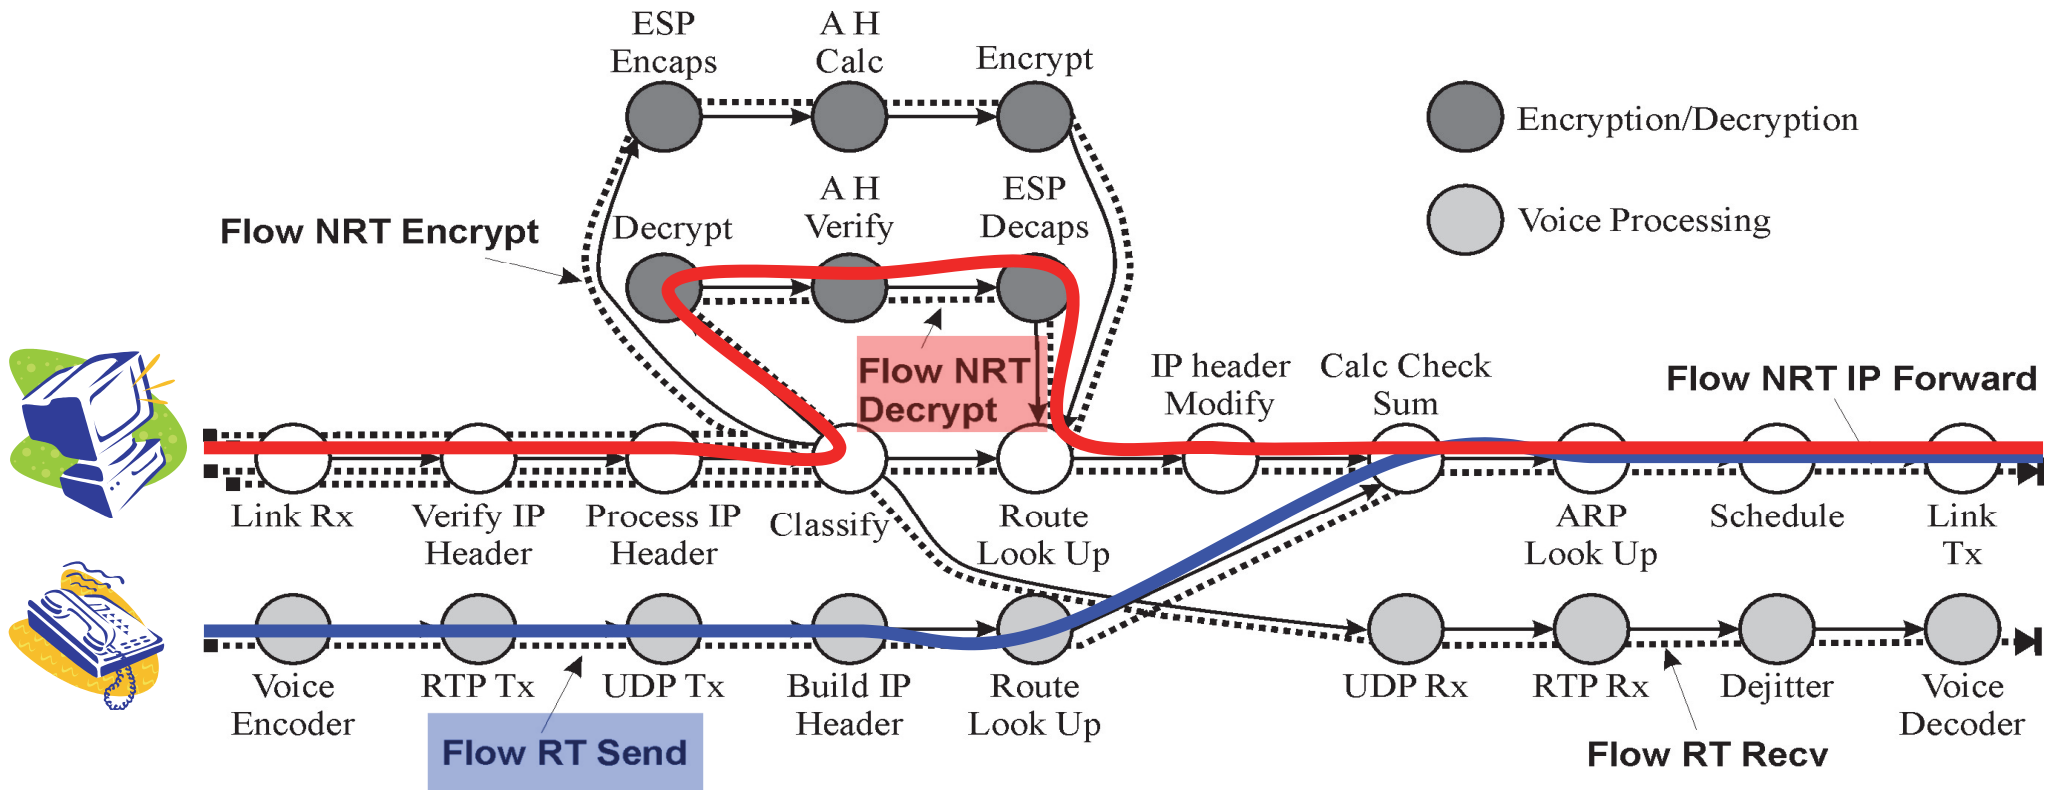 ESP
Encaps
A H
Calc
Encrypt
Encryption/Decryption
Voice Processing
Flow NRT Encrypt
Decrypt
A H
Verify
ESP
Decaps
Flow NRT
Decrypt
IP header
Modify
Calc Check
Sum
Flow NRT IP Forward
Link Rx
Verify IP
Header
Process IP
Header
Classify
Route
Look Up
ARP
Look Up
Schedule
Link
Tx
Voice
Encoder
RTP Tx
UDP Tx
Build IP
Header
Route
Look Up
UDP Rx
RTP Rx
Dejitter
Voice
Decoder
Flow RT Send
Flow RT Recv